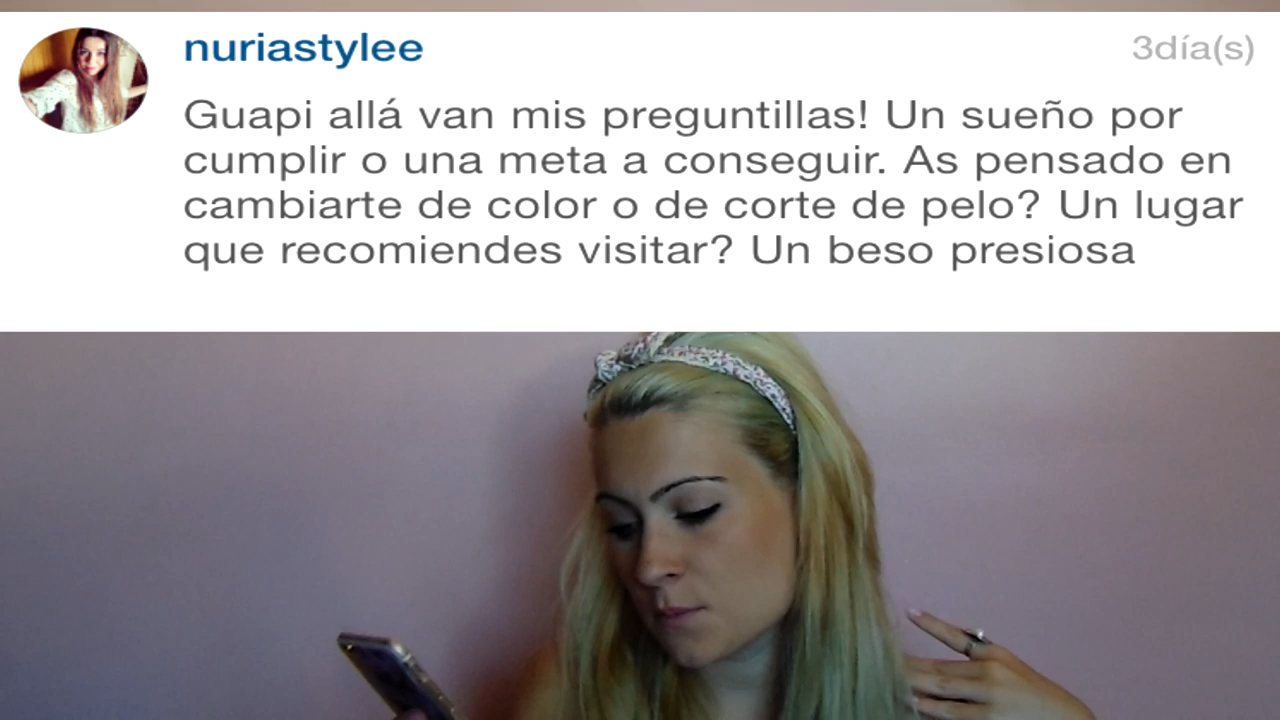 nuriastylee
3día(s)
Guapi allá van mis preguntillas! Un sueño por
cumplir o una meta a conseguir. As pensado en
cambiarte de color o de corte de pelo? Un lugar
que recomiendes visitar? Un beso presiosa